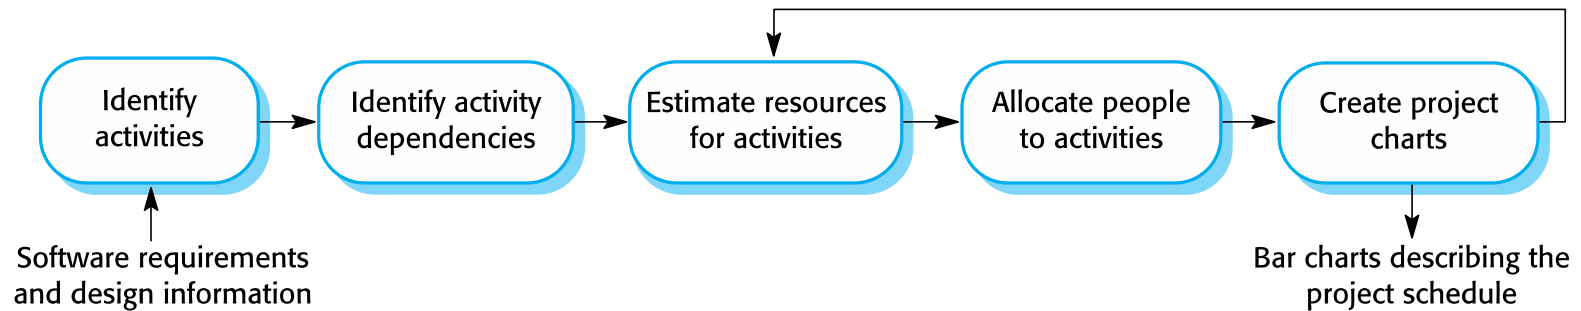 Identify
activities
Identify activity
dependencies
Estimate resources
for activities
Allocate people
to activities
Create project
charts
Software requirements
and design information
Bar charts describing the
project schedule